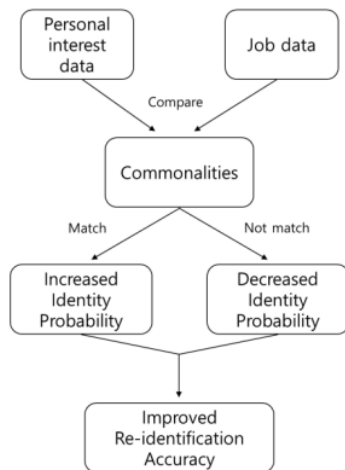 Personal
interest
data
Job data
Compare
Commonalities
Match
Not match
Increased
Identity
Probability
Decreased
Identity
Probability
Improved
Re-identification
Accuracy